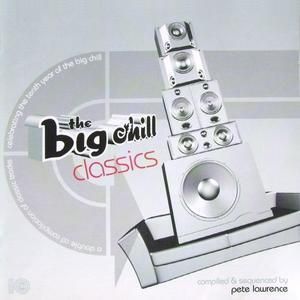 celebrating the tenth year of the big chill
the
big chill
classics
a double cd compilation of classic tracks
compiled & sequenced by
pete lawrence